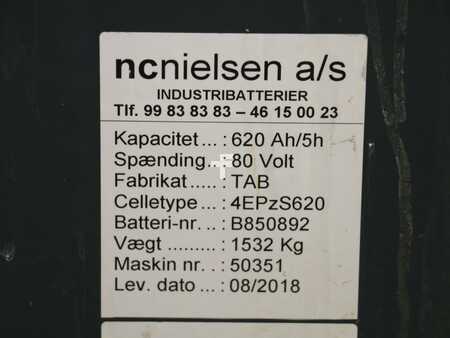 ncnielsen a/s
INDUSTRIBATTERIER
Tlf. 99 83 83 83 – 46 15 00 23
Kapacitet ... : 620 Ah/5h
Spænding .. : 80 Volt
Fabrikat ..... : TAB
Celletype ... : 4EPzS620
Batteri-nr. .. : B850892
Vægt ......... : 1532 Kg
Maskin nr. .. : 50351
Lev. dato ... : 08/2018